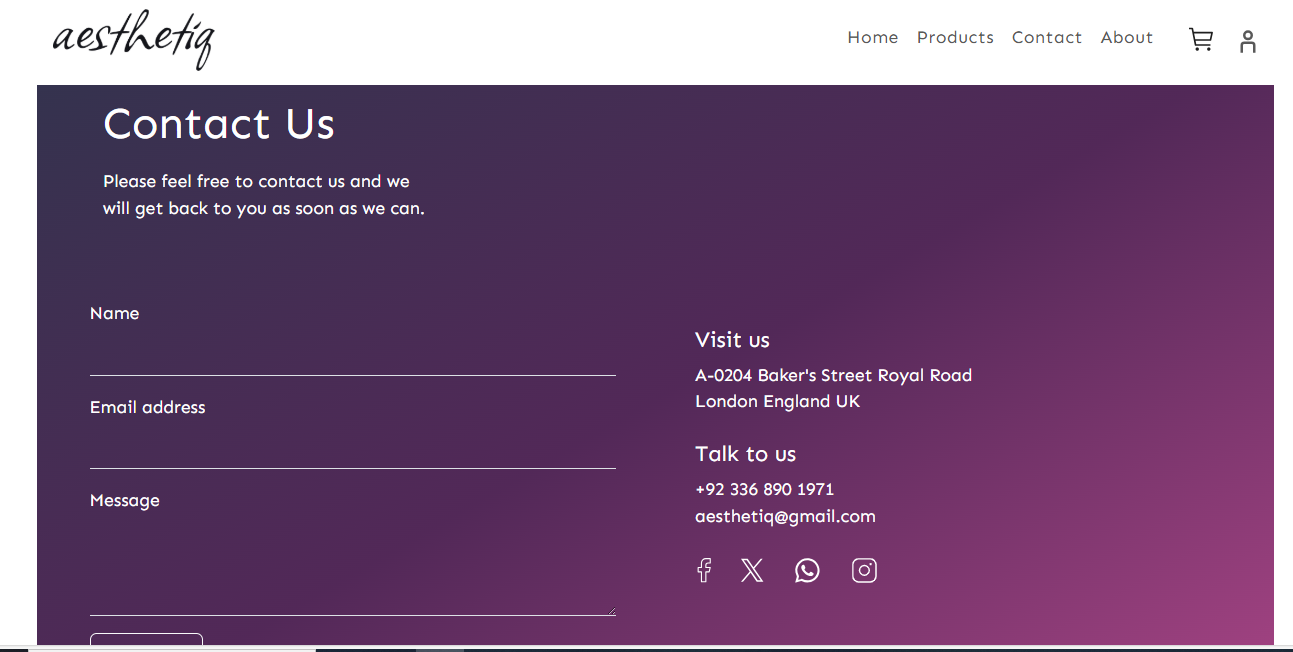 aesthetiq
Home Products Contact About
Contact Us
Please feel free to contact us and we
will get back to you as soon as we can.
Name
Email address
Message
Visit us
A-0204 Baker's Street Royal Road
London England UK
Talk to us
+92 336 890 1971
aesthetiq@gmail.com